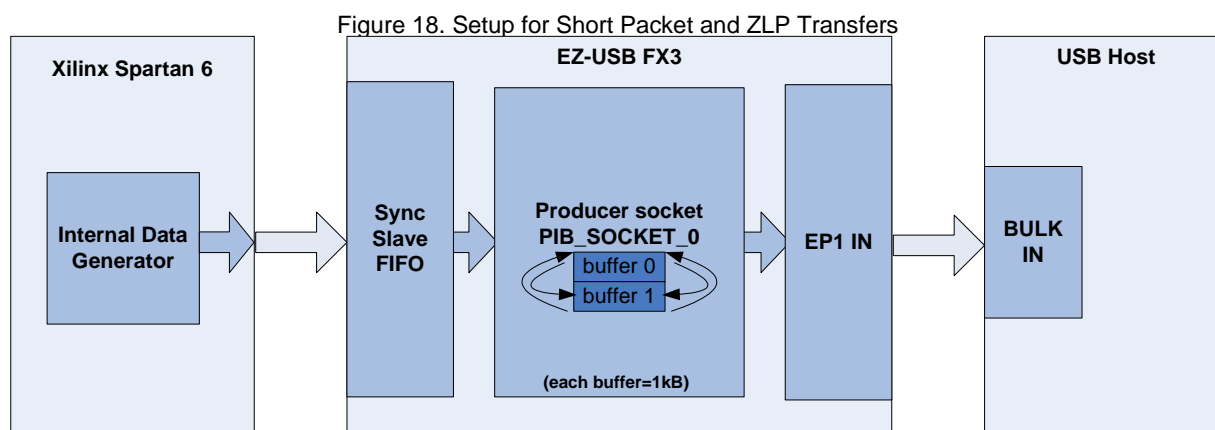 Figure 18. Setup for Short Packet and ZLP Transfers
Xilinx Spartan 6
EZ-USB FX3
USB Host
Internal Data
Generator
Sync
Slave
FIFO
Producer socket
PIB_SOCKET_0
buffer 0
buffer 1
(each buffer=1kB)
EP1 IN
BULK
IN